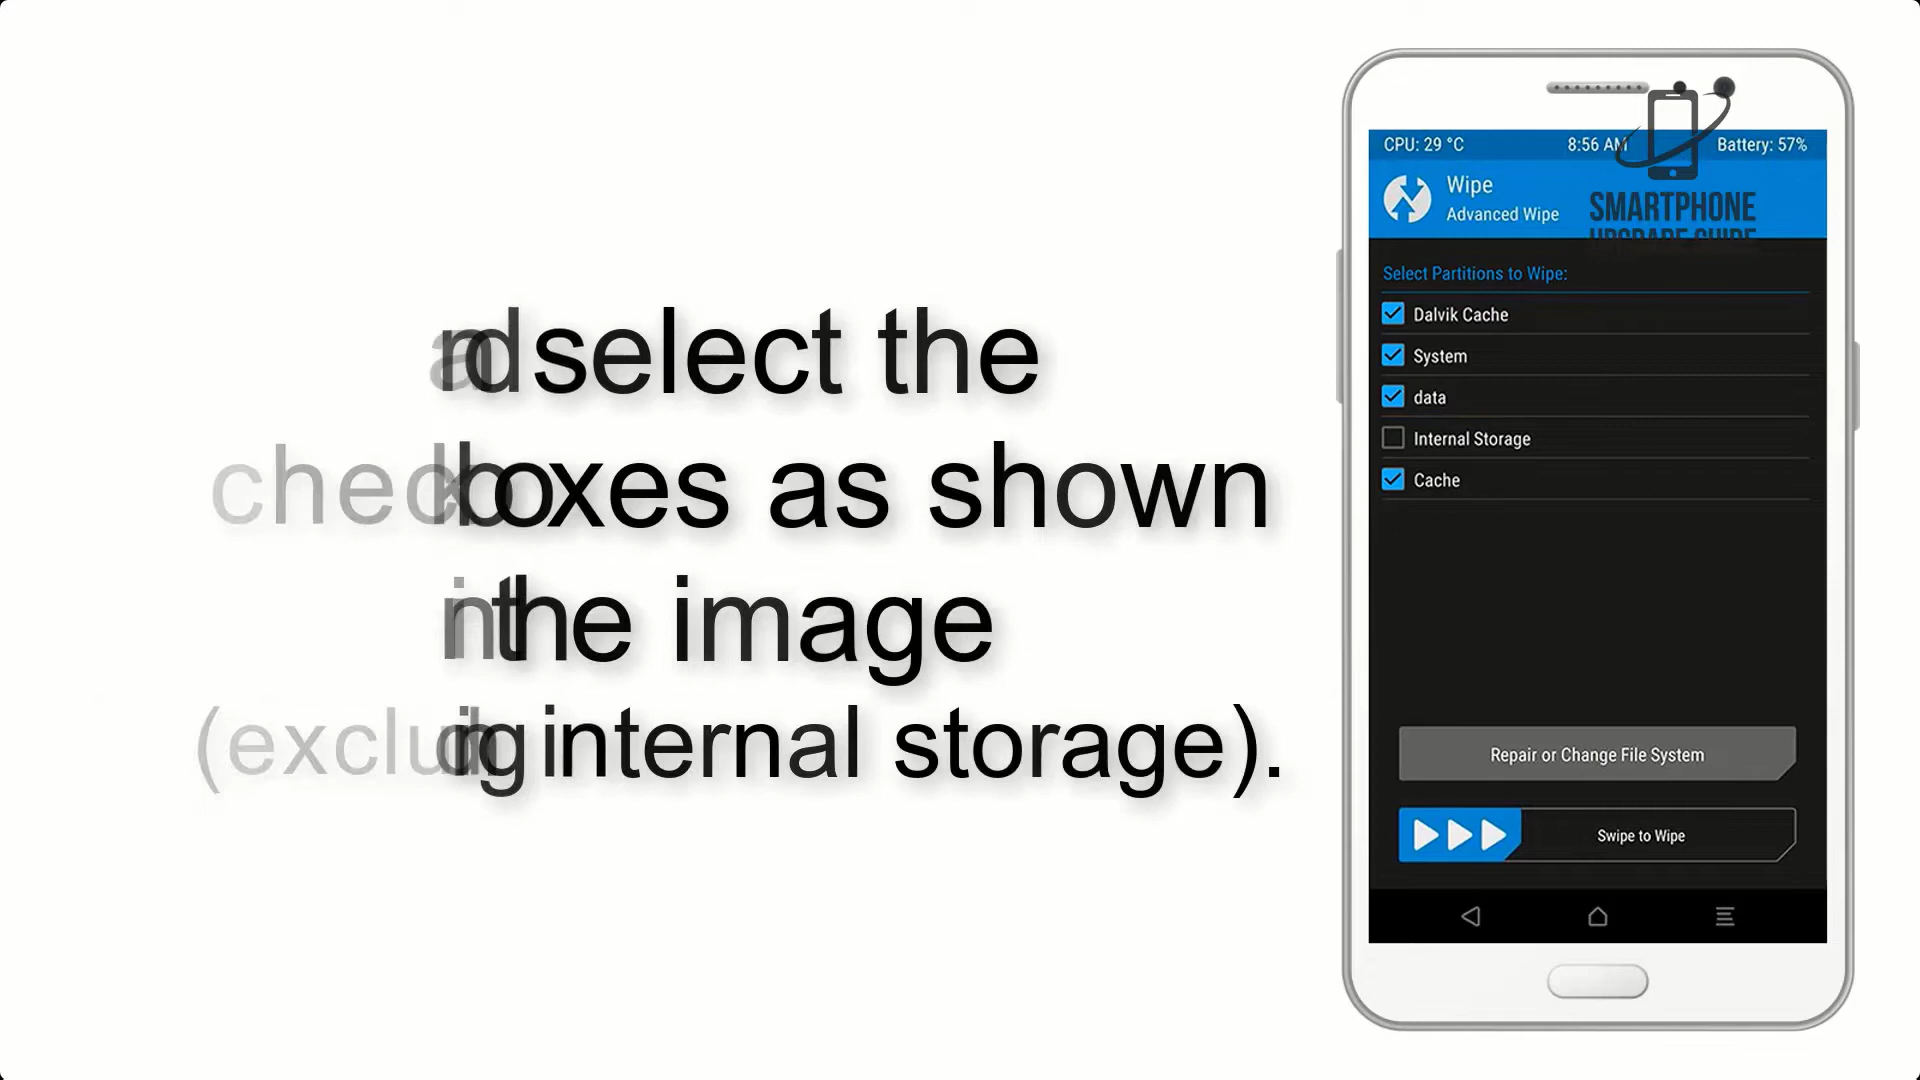 and select the
checkboxes as shown
in the image
(excluding internal storage).
CPU: 29 °C
8:56 AM
Battery: 57%
Wipe
Advanced Wipe
SMARTPHONE
UPGRADE GUIDE
Select Partitions to Wipe:
Dalvik Cache
System
data
Internal Storage
Cache
Repair or Change File System
Swipe to Wipe